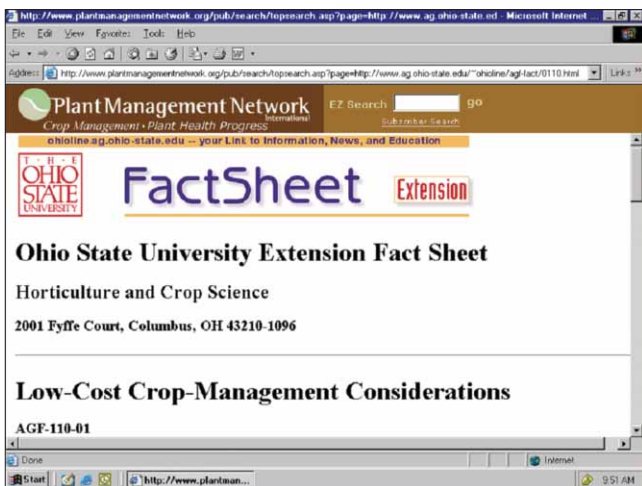 http://www.plantmanagementnetwork.org/pub/search/topsearch.asp?page=http://www.ag.ohio-state.ed - Microsoft Internet ...
File Edit View Favorites Tools Help
Address http://www.plantmanagementnetwork.org/pub/search/topsearch.asp?page=http://www.ag.ohio-state.edu/~ohioline/agf-fact/0110.html Links »
Plant Management Network
International
EZ Search go
Crop Management · Plant Health Progress
Subscriber Search
ohioline.ag.ohio-state.edu -- your Link to Information, News, and Education
T · H · E
OHIO
STATE
UNIVERSITY
FactSheet
Extension
Ohio State University Extension Fact Sheet
Horticulture and Crop Science
2001 Fyffe Court, Columbus, OH 43210-1096
Low-Cost Crop-Management Considerations
AGF-110-01
Done Internet
Start http://www.plantman... 9:51 AM